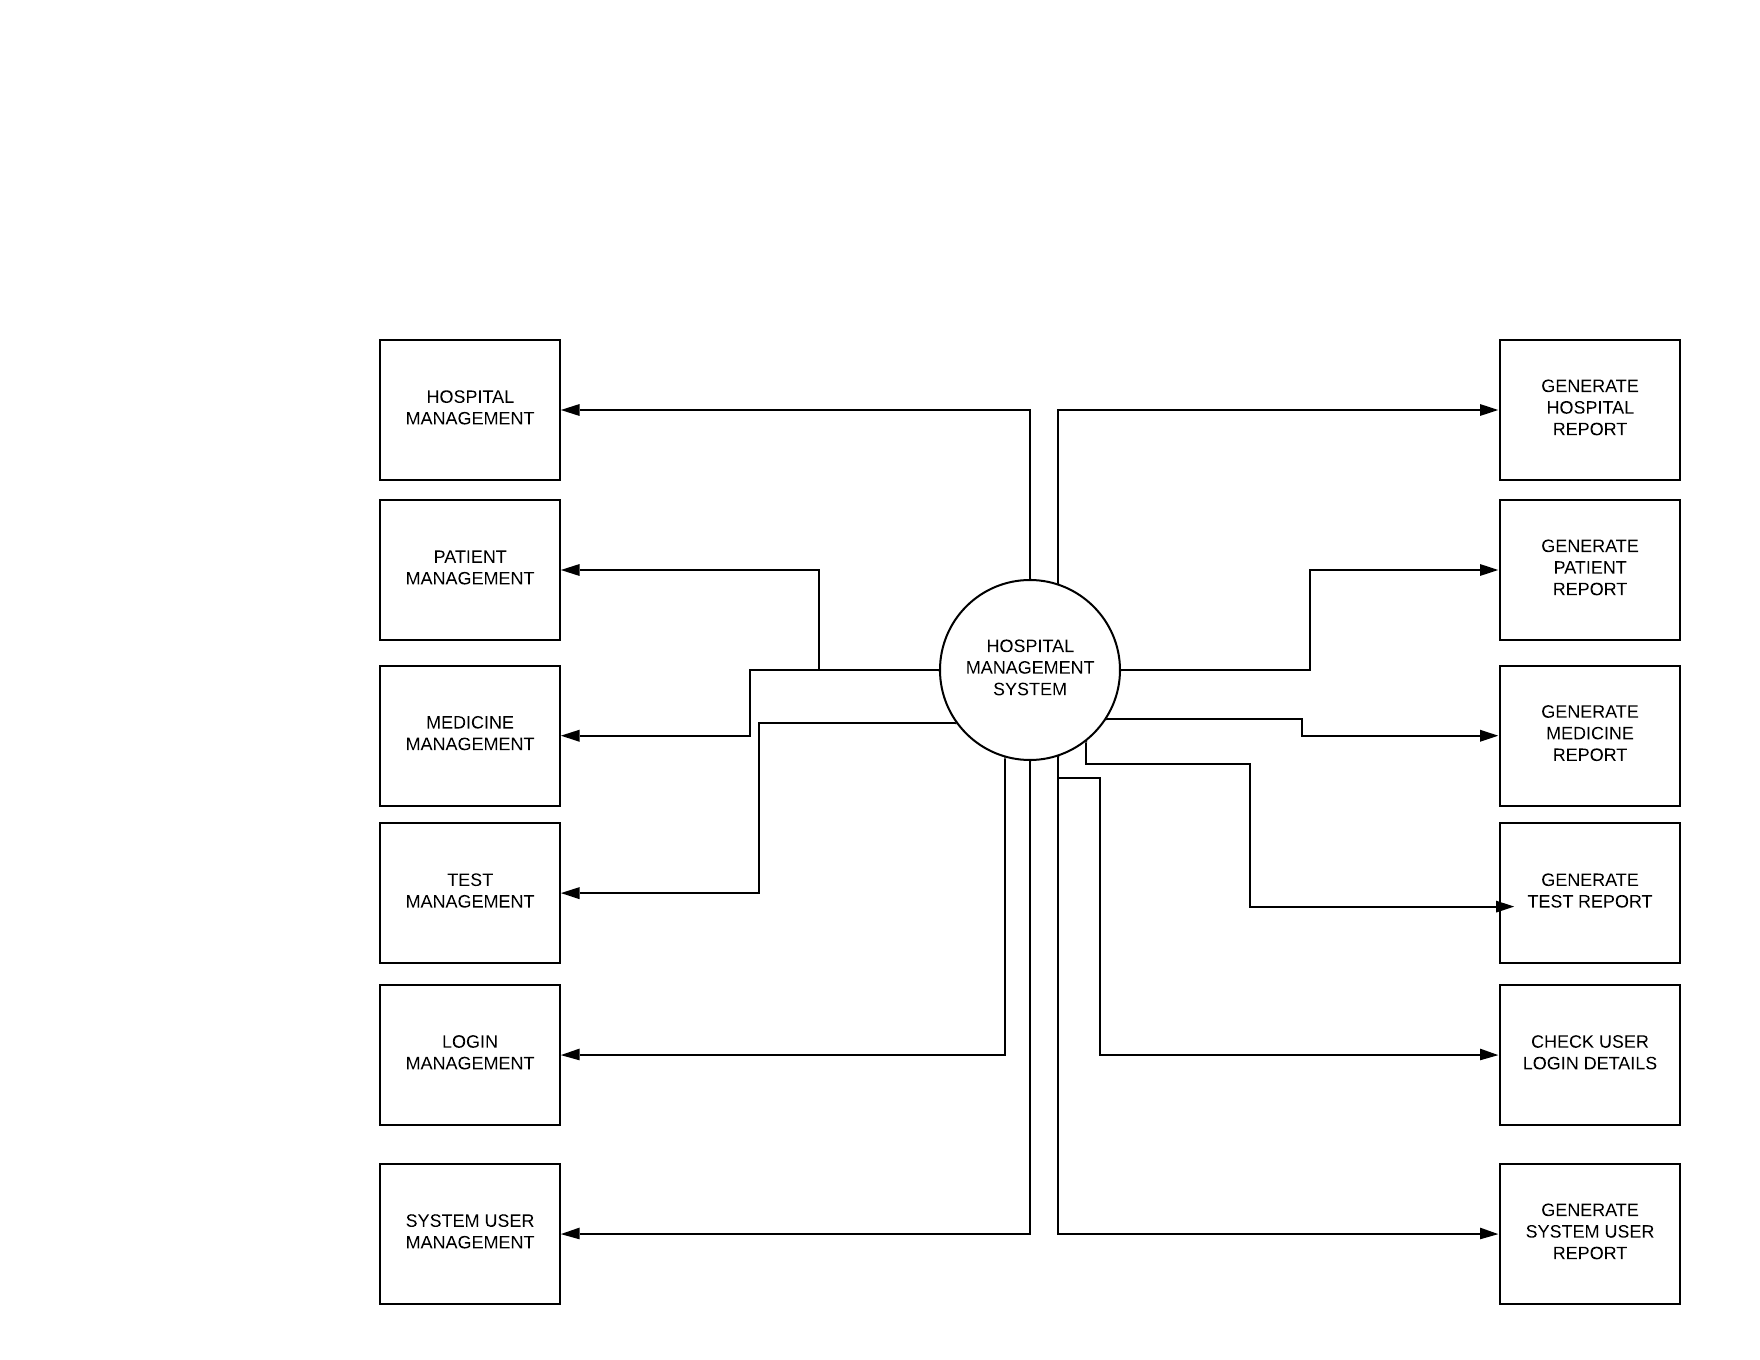 HOSPITAL
MANAGEMENT
PATIENT
MANAGEMENT
MEDICINE
MANAGEMENT
TEST
MANAGEMENT
LOGIN
MANAGEMENT
SYSTEM USER
MANAGEMENT
HOSPITAL
MANAGEMENT
SYSTEM
GENERATE
HOSPITAL
REPORT
GENERATE
PATIENT
REPORT
GENERATE
MEDICINE
REPORT
GENERATE
TEST REPORT
CHECK USER
LOGIN DETAILS
GENERATE
SYSTEM USER
REPORT